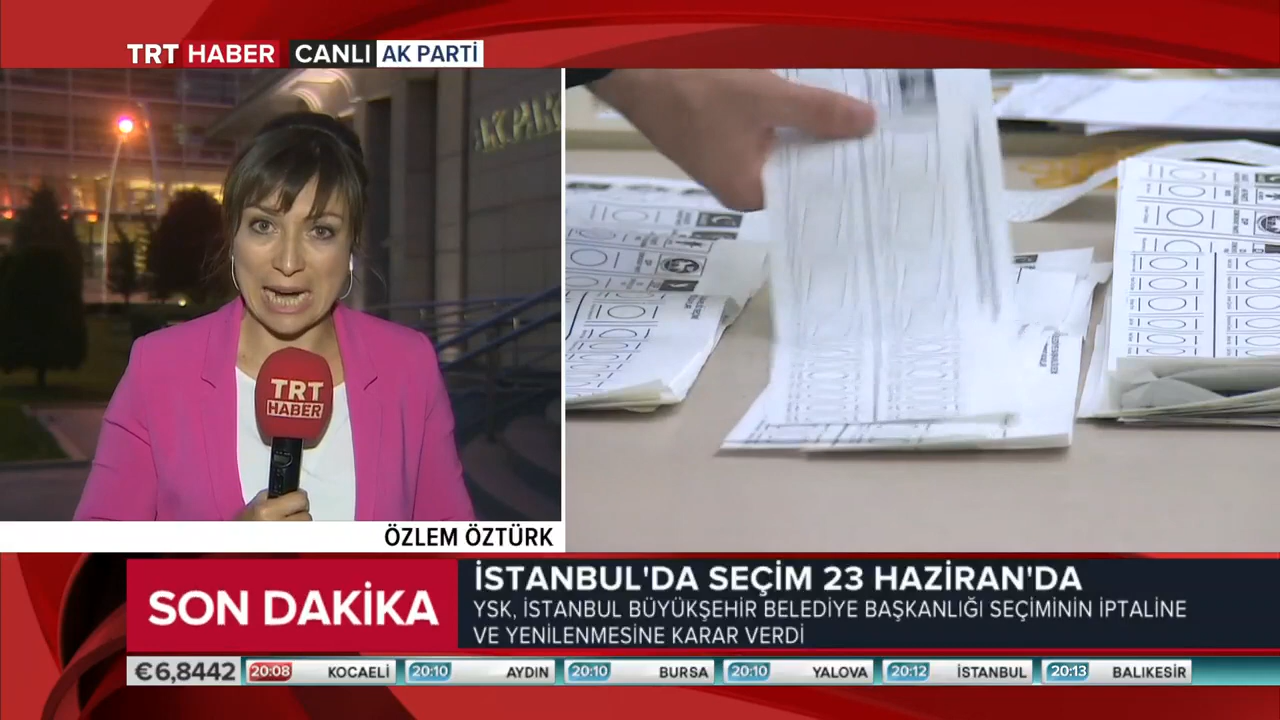 TRT HABER CANLI AK PARTİ
AKPAR
TRT
HABER
ÖZLEM ÖZTÜRK
SON DAKİKA
İSTANBUL'DA SEÇİM 23 HAZİRAN'DA
YSK, İSTANBUL BÜYÜKŞEHİR BELEDİYE BAŞKANLIĞI SEÇİMİNİN İPTALİNE
VE YENİLENMESİNE KARAR VERDİ
€6,8442 20:08 KOCAELİ 20:10 AYDIN 20:10 BURSA 20:10 YALOVA 20:12 İSTANBUL 20:13 BALIKESİR